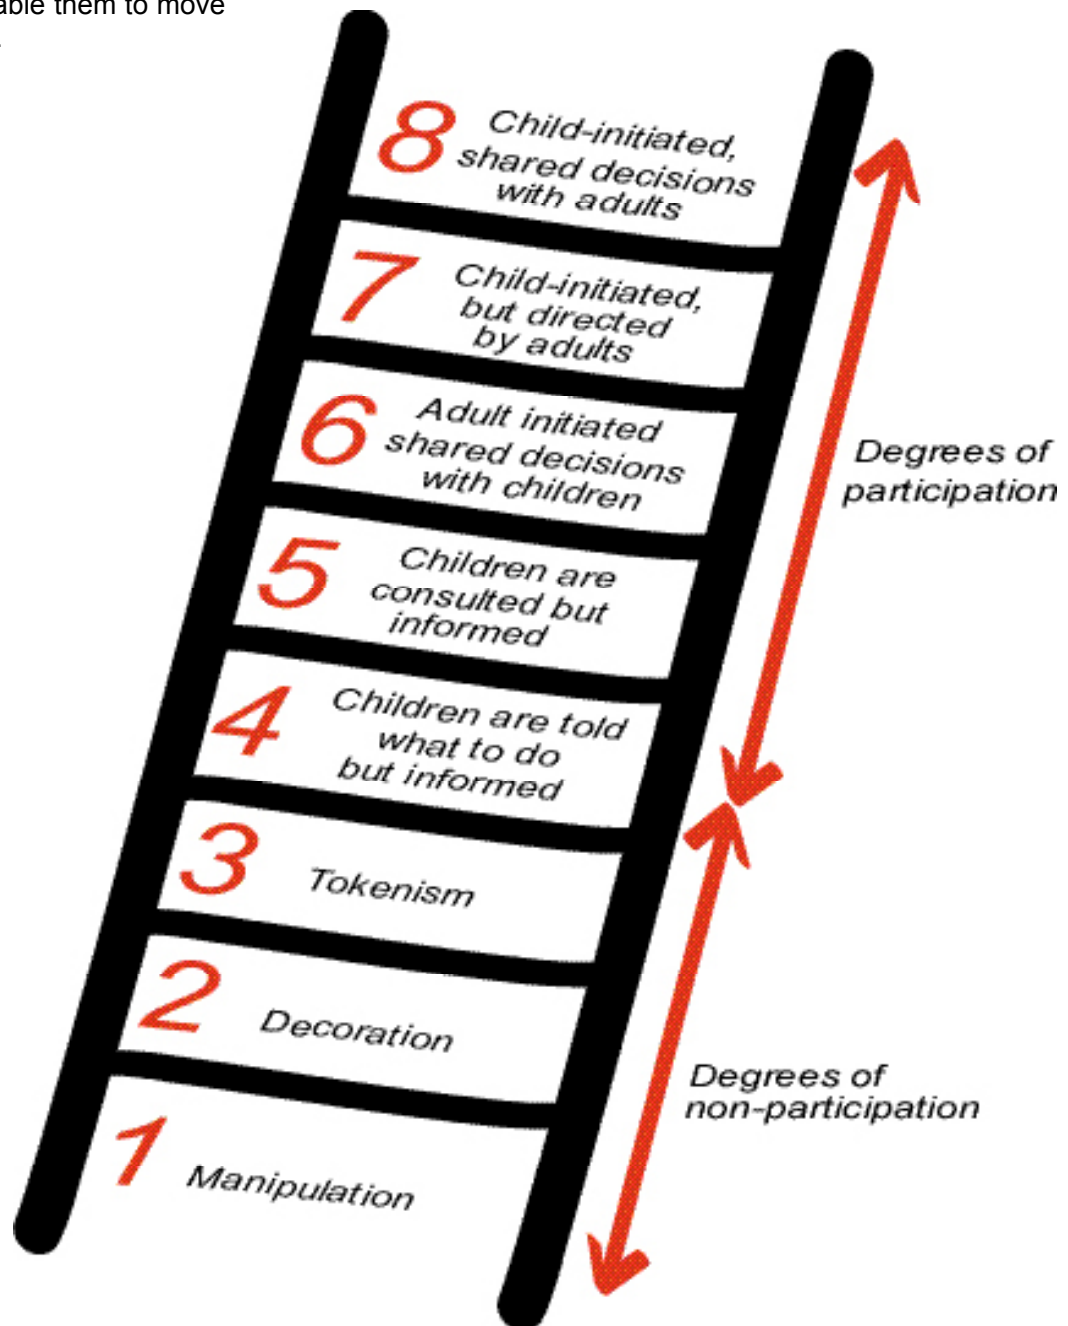 able them to move
.
8 Child-initiated,
shared decisions
with adults
7 Child-initiated,
but directed
by adults
6 Adult initiated
shared decisions
with children
5 Children are
consulted but
informed
4 Children are told
what to do
but informed
3 Tokenism
2 Decoration
1 Manipulation
Degrees of
participation
Degrees of
non-participation